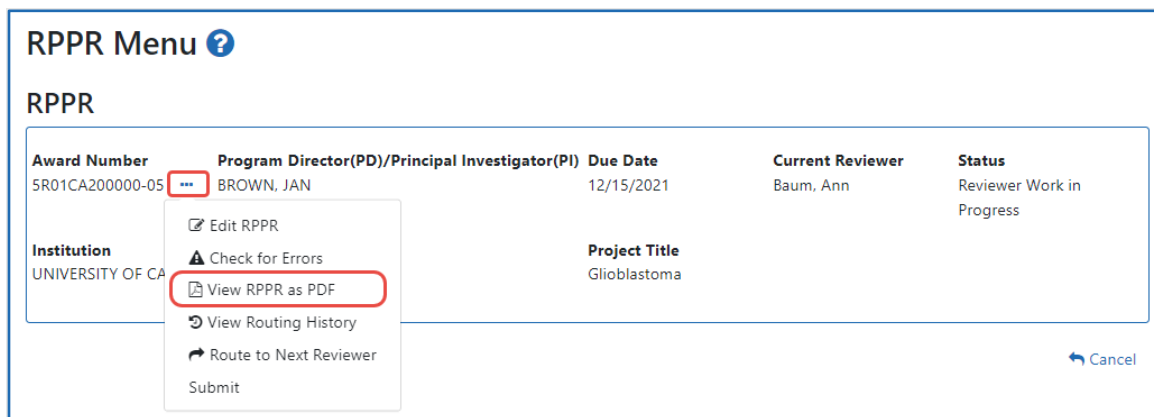 RPPR Menu
RPPR
Award Number Program Director(PD)/Principal Investigator(PI) Due Date Current Reviewer Status
5R01CA200000-05 ... BROWN, JAN 12/15/2021 Baum, Ann Reviewer Work in
Progress
Edit RPPR
Institution Project Title
Check for Errors
UNIVERSITY OF CA Glioblastoma
View RPPR as PDF
View Routing History
Route to Next Reviewer
Cancel
Submit